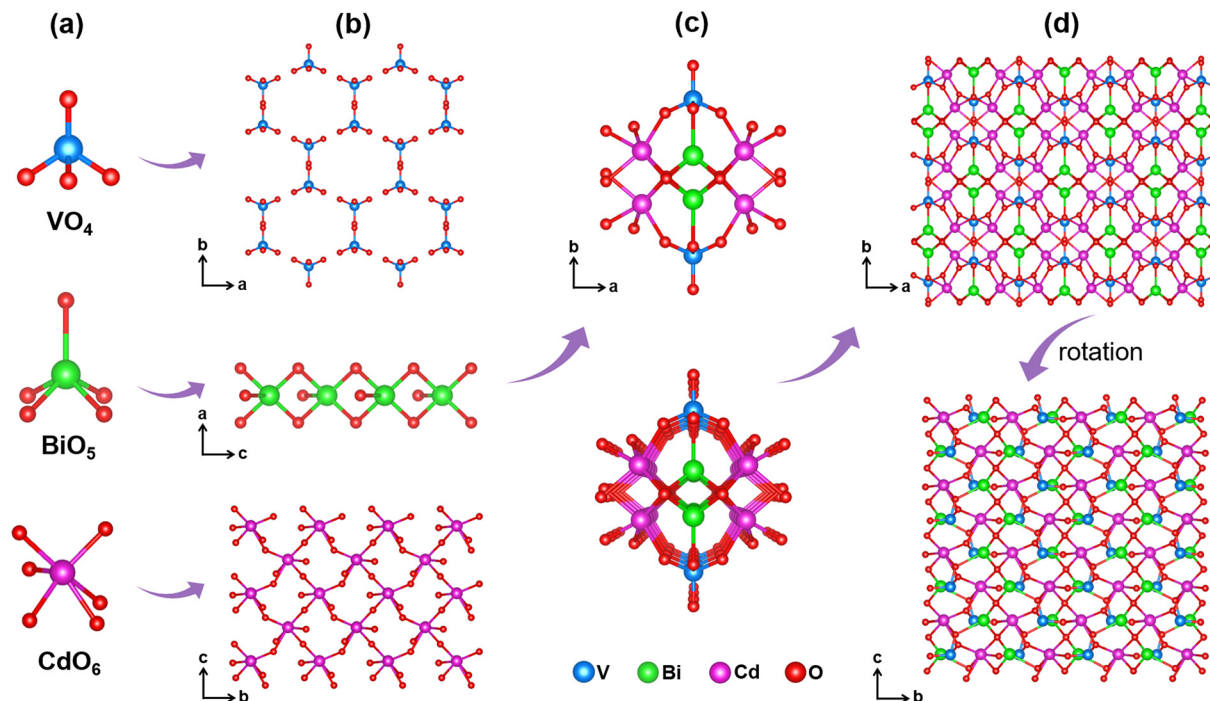 (a)
(b)
(c)
(d)
VO₄
b
a
b
a
b
a
BiO₅
a
c
rotation
CdO₆
c
b
V
Bi
Cd
O
c
b